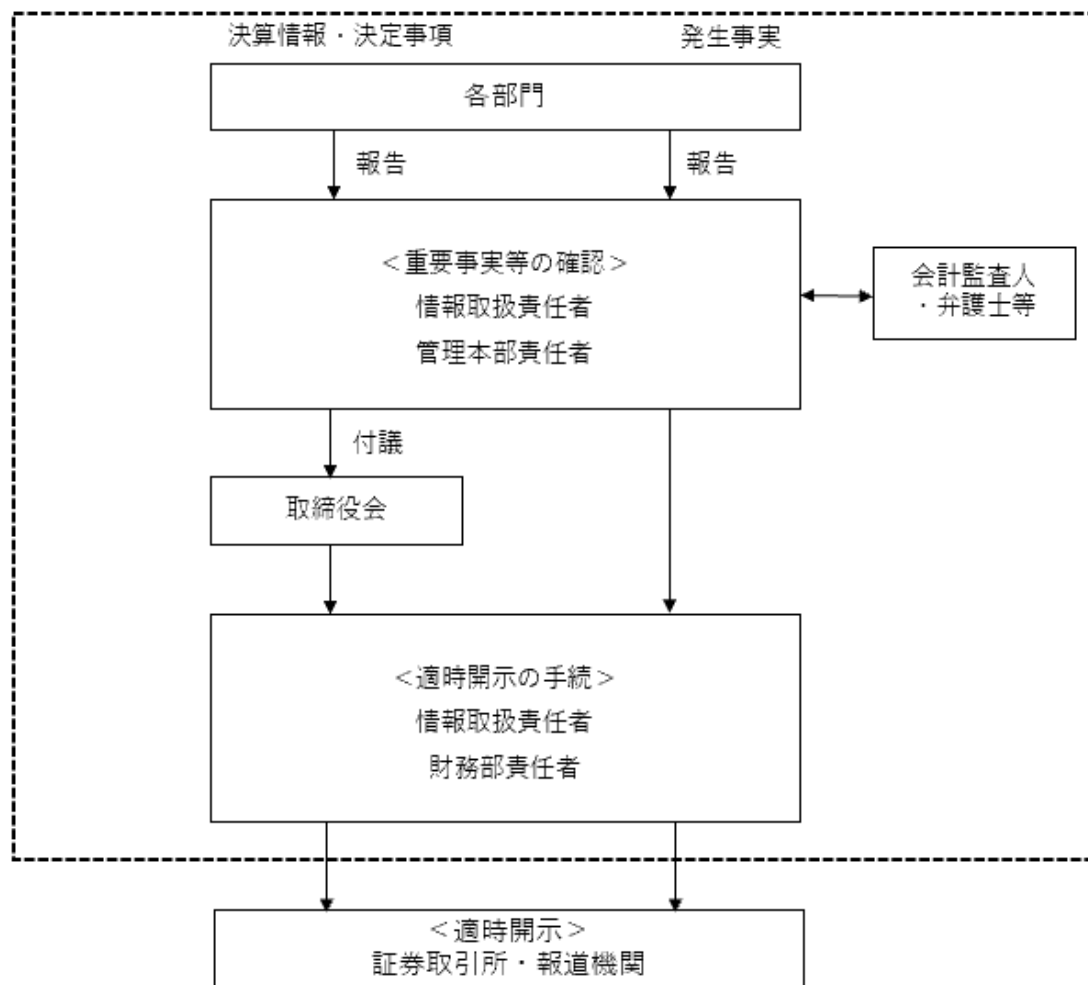 決算情報・決定事項
発生事実
各部門
報告
報告
＜重要事実等の確認＞
情報取扱責任者
管理本部責任者
会計監査人
・弁護士等
付議
取締役会
＜適時開示の手続＞
情報取扱責任者
財務部責任者
＜適時開示＞
証券取引所・報道機関